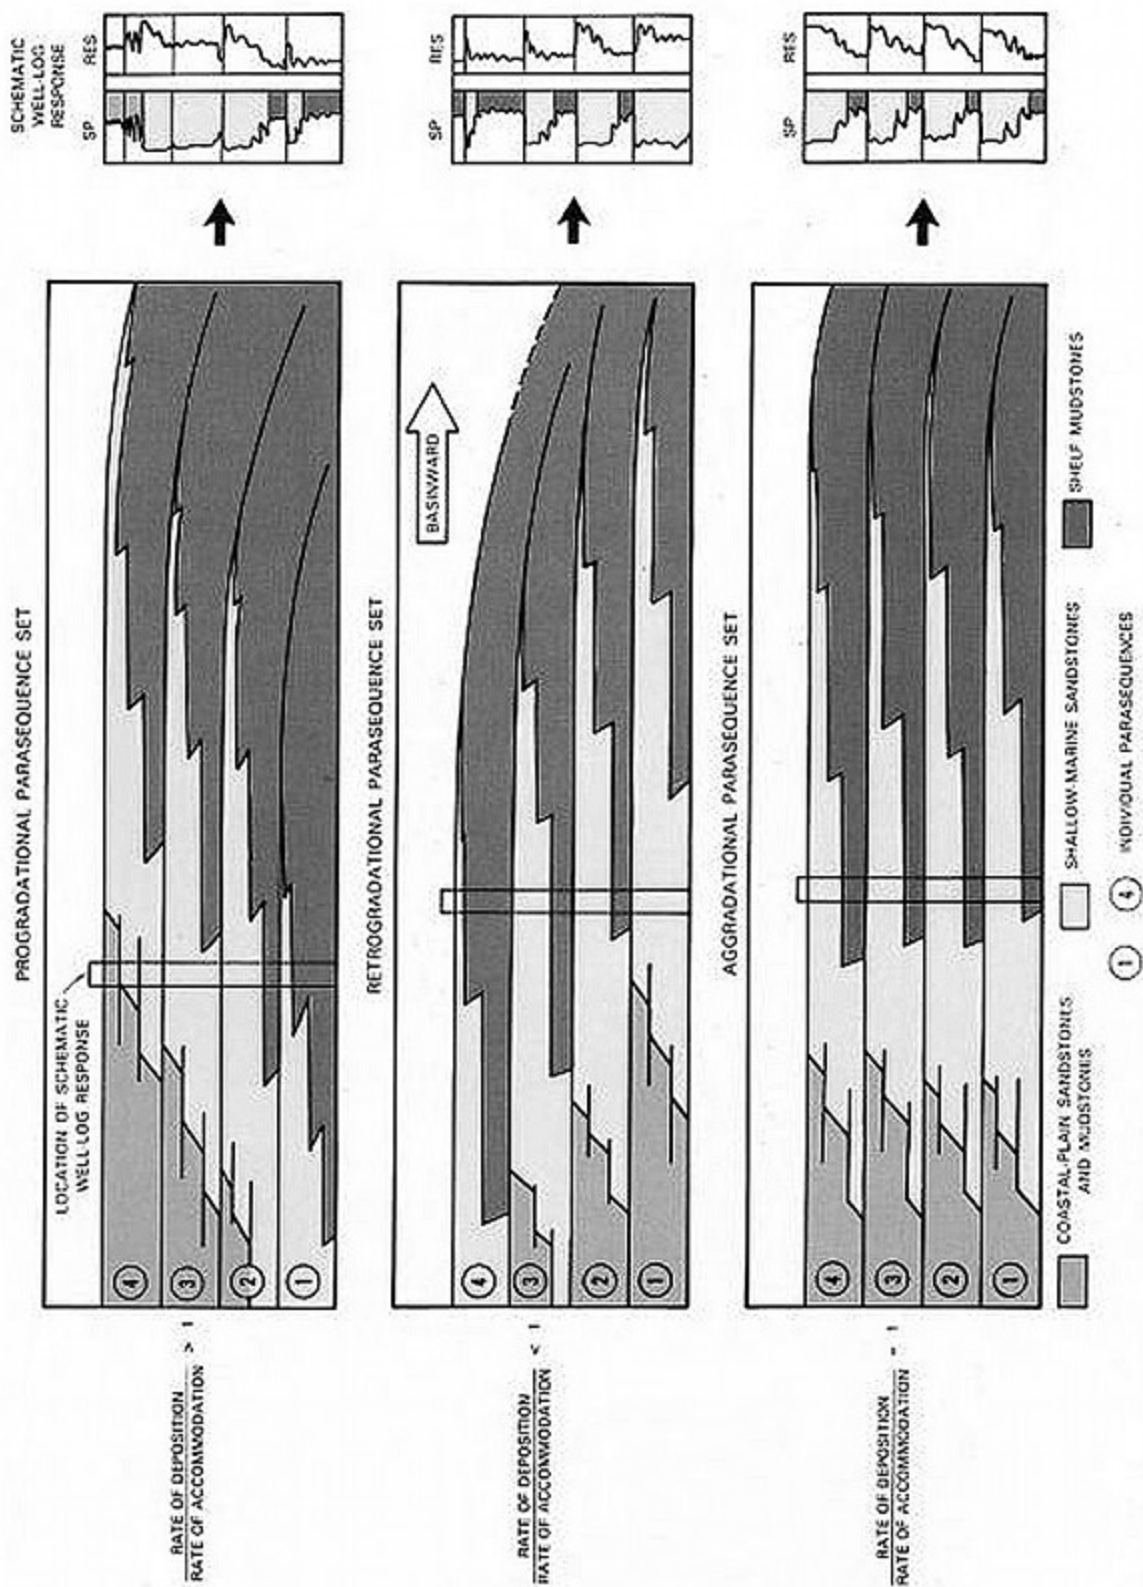 SCHEMATIC
WELL-LOG
RESPONSE
SP
RES
PROGRADATIONAL PARASEQUENCE SET
LOCATION OF SCHEMATIC
WELL-LOG RESPONSE
4
3
2
1
RATE OF DEPOSITION
RATE OF ACCOMMODATION
> 1
SP
RES
RETROGRADATIONAL PARASEQUENCE SET
BASINWARD
4
3
2
1
RATE OF DEPOSITION
RATE OF ACCOMMODATION
< 1
SP
RES
AGGRADATIONAL PARASEQUENCE SET
4
3
2
1
RATE OF DEPOSITION
RATE OF ACCOMMODATION
= 1
COASTAL-PLAIN SANDSTONES
AND MUDSTONES
SHALLOW-MARINE SANDSTONES
SHELF MUDSTONES
1 4 INDIVIDUAL PARASEQUENCES